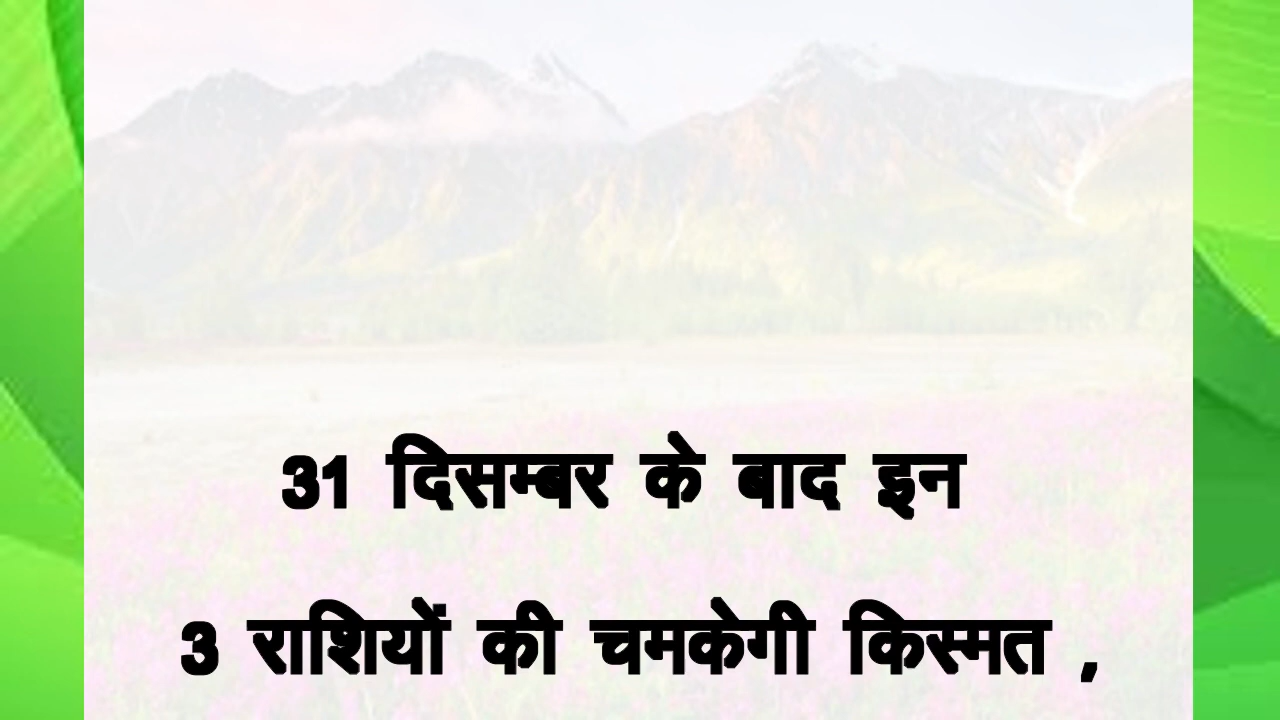 31 दिसम्बर के बाद इन
3 राशियों की चमकेगी किस्मत ,